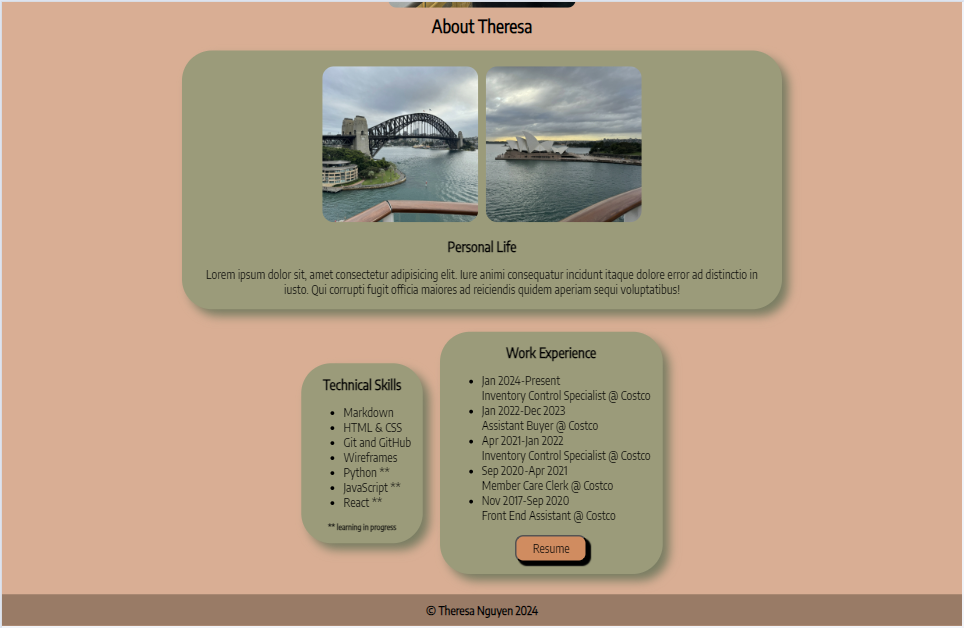 About Theresa
Personal Life
Lorem ipsum dolor sit, amet consectetur adipisicing elit. Iure animi consequatur incidunt itaque dolore error ad distinctio in
iusto. Qui corrupti fugit officia maiores ad reiciendis quidem aperiam sequi voluptatibus!
Technical Skills
Markdown
HTML & CSS
Git and GitHub
Wireframes
Python **
JavaScript **
React **
** learning in progress
Work Experience
Jan 2024-Present
Inventory Control Specialist @ Costco
Jan 2022-Dec 2023
Assistant Buyer @ Costco
Apr 2021-Jan 2022
Inventory Control Specialist @ Costco
Sep 2020-Apr 2021
Member Care Clerk @ Costco
Nov 2017-Sep 2020
Front End Assistant @ Costco
Resume
© Theresa Nguyen 2024